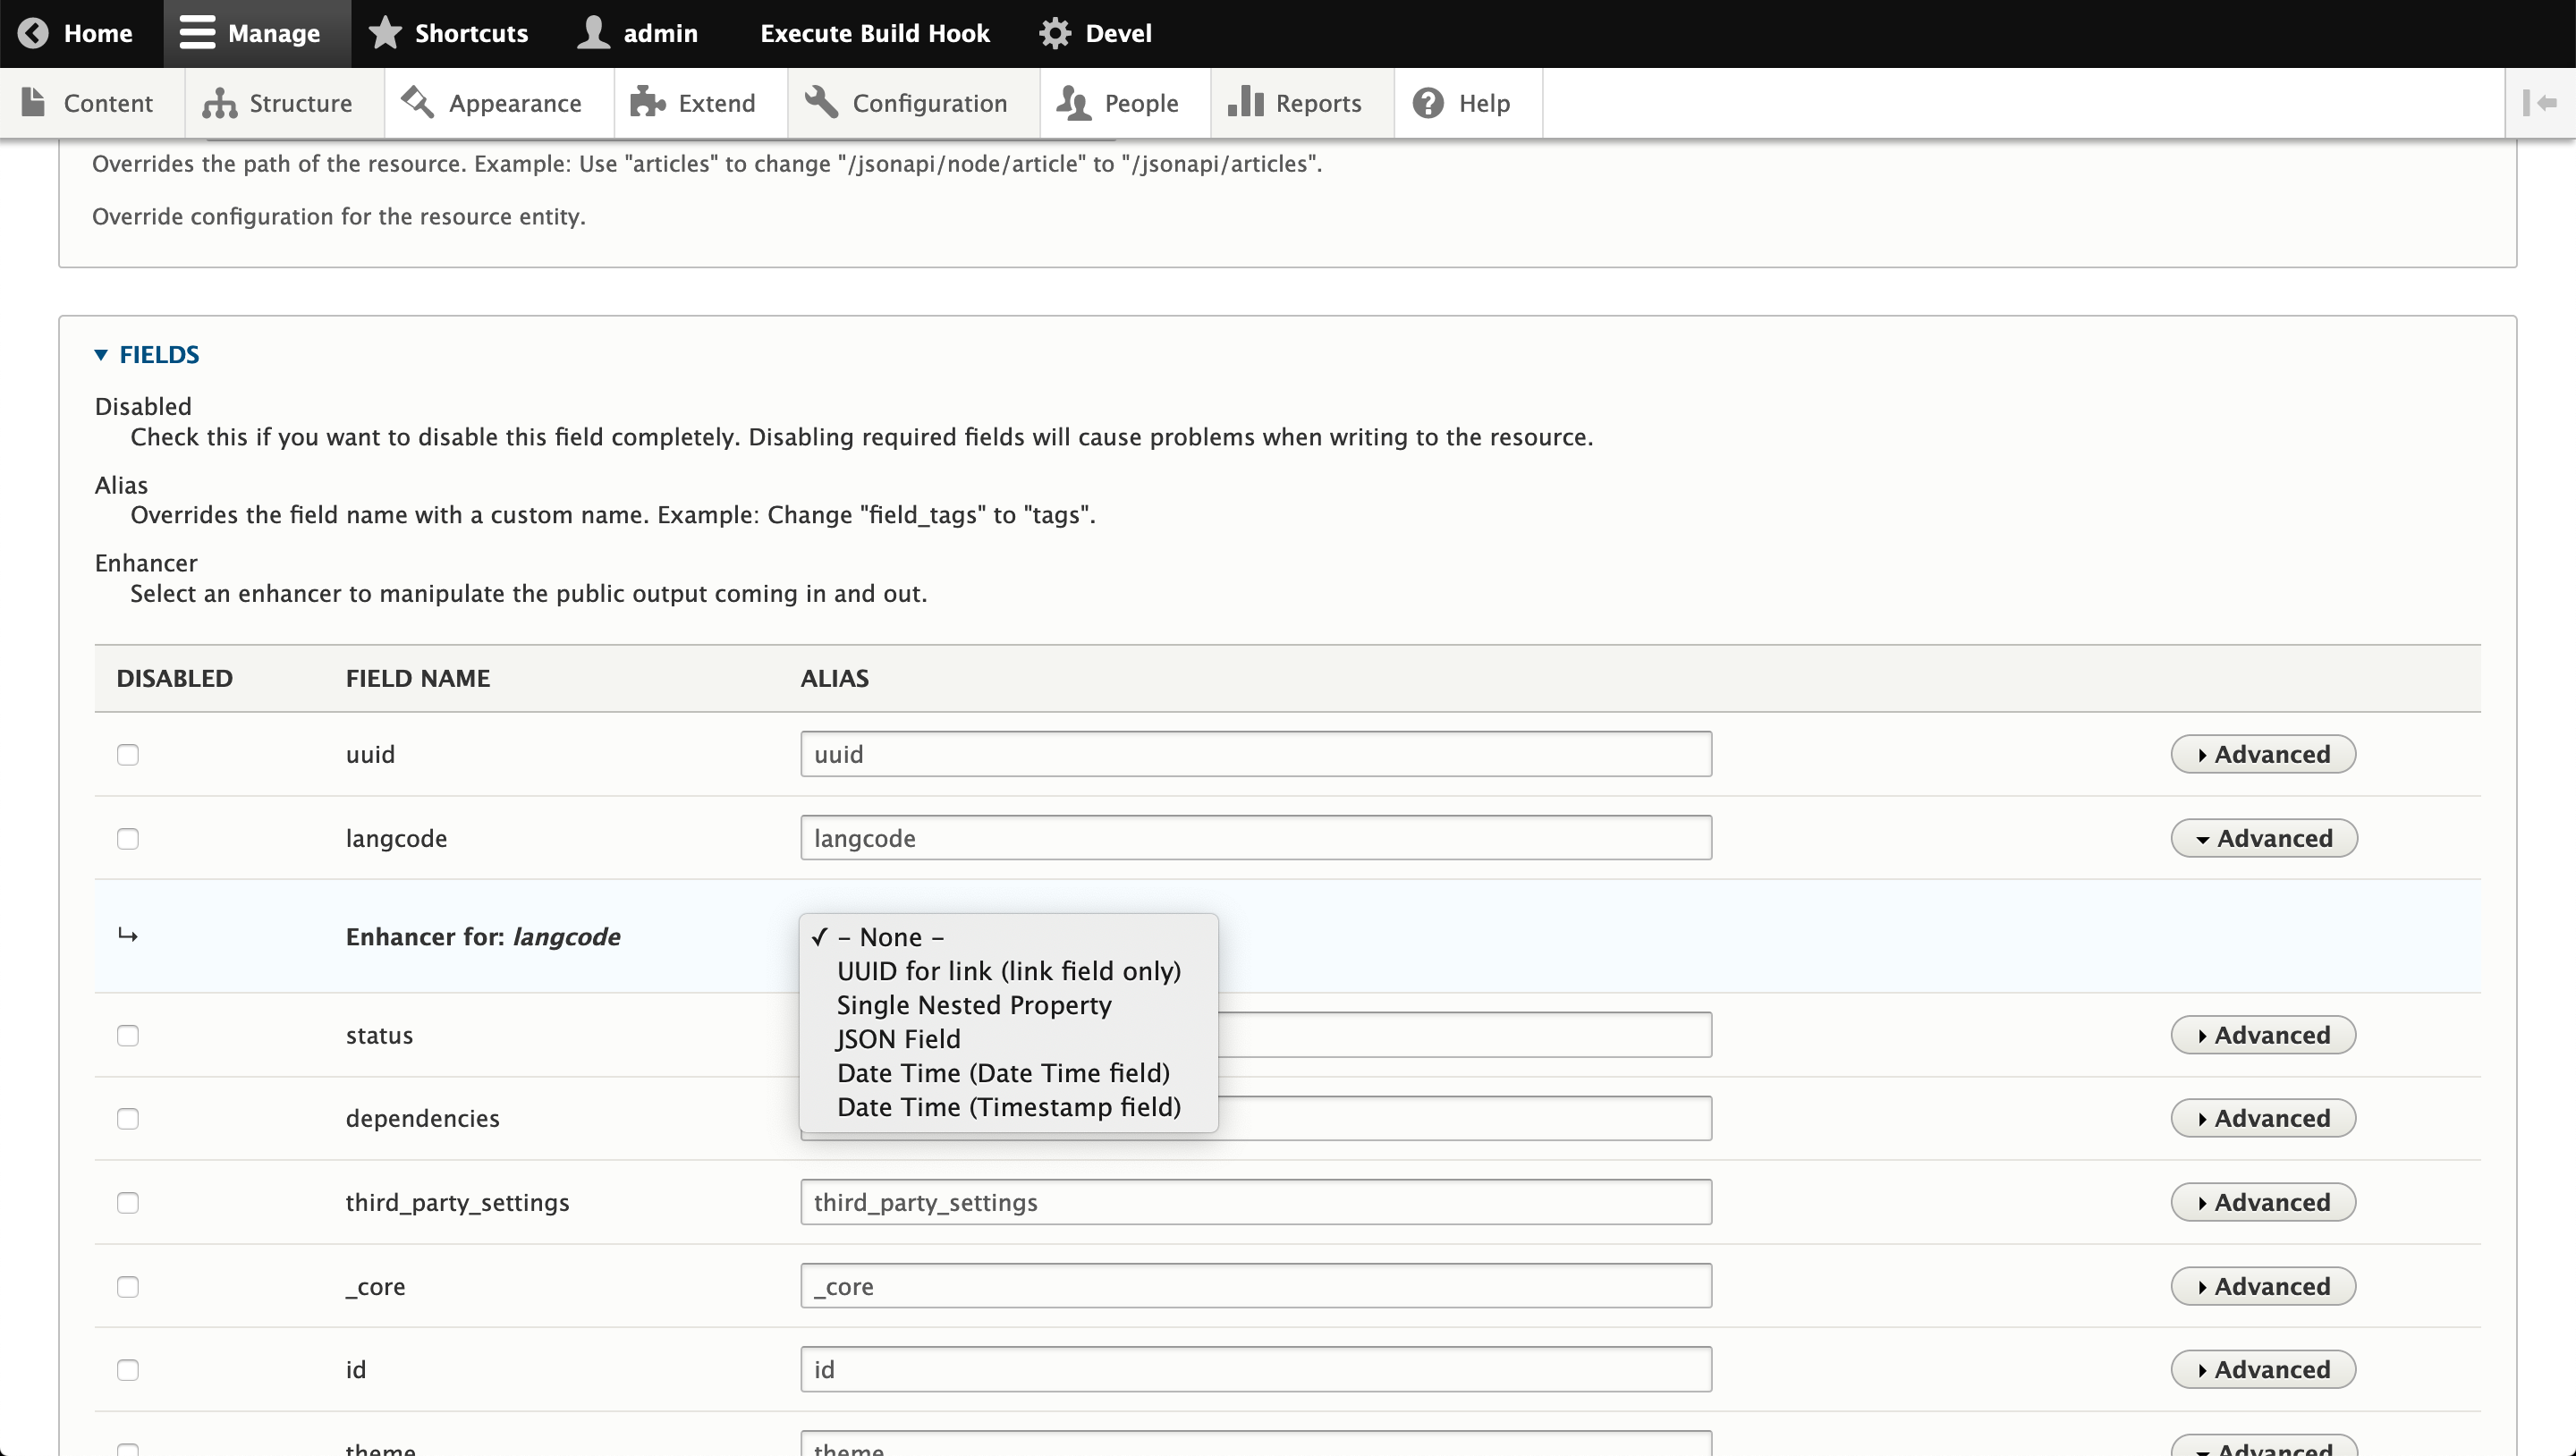 Home Manage Shortcuts admin Execute Build Hook Devel
Content Structure Appearance Extend Configuration People Reports Help
Overrides the path of the resource. Example: Use "articles" to change "/jsonapi/node/article" to "/jsonapi/articles".
Override configuration for the resource entity.
FIELDS
Disabled
Check this if you want to disable this field completely. Disabling required fields will cause problems when writing to the resource.
Alias
Overrides the field name with a custom name. Example: Change "field_tags" to "tags".
Enhancer
Select an enhancer to manipulate the public output coming in and out.
DISABLED FIELD NAME ALIAS
uuid uuid Advanced
langcode langcode Advanced
Enhancer for: langcode
✓ – None –
UUID for link (link field only)
Single Nested Property
JSON Field
Date Time (Date Time field)
Date Time (Timestamp field)
status Advanced
dependencies Advanced
third_party_settings third_party_settings Advanced
_core _core Advanced
id id Advanced
theme theme Advanced